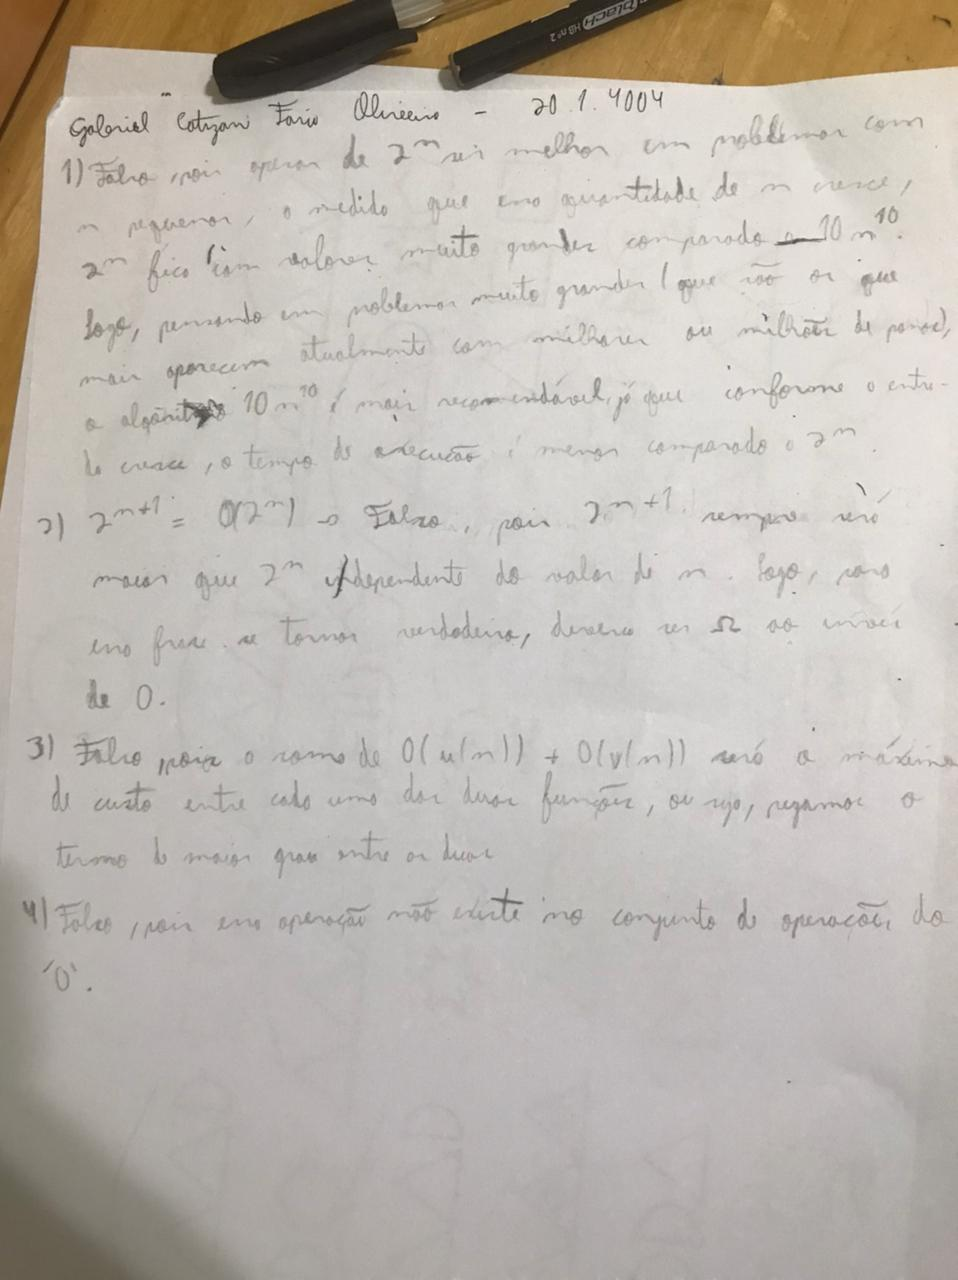 black HB nº2
Gabriel Catizani Faria Oliveira - 20.1.4004
1) Falso, pois apesar de 2^n ser melhor em problemas com
n pequenos, a medida que essa quantidade de n cresce,
2^n fica com valores muito grandes comparado a 10n^10.
Logo, pensando em problemas muito grandes (que são os que
mais aparecem atualmente com milhares ou milhões de
o algoritmo 10n^10 é mais recomendável, já que conforme a entra-
da cresce, o tempo de execução é menor comparado a 2^n.
2) 2^n+1 = O(2^n) → Falso, pois 2^n+1 sempre será
maior que 2^n independente do valor de n. Logo, para
essa frase se tornar verdadeira, deveria ser Ω ao invés
de O.
3) Falso, pois a soma de O(u(n)) + O(v(n)) será o máximo
de custo entre cada uma das duas funções, ou seja, pegamos o
termo de maior grau entre as duas
4) Falso, pois essa operação não existe no conjunto de operações do
'O'.